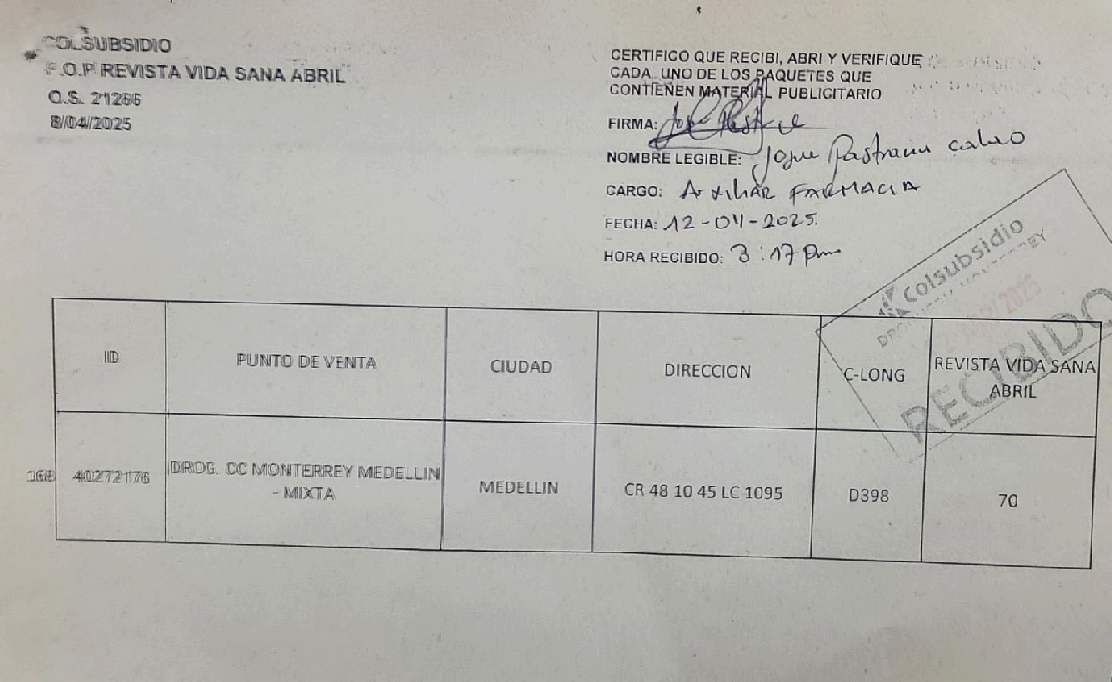 COLSUBSIDIO
P.O.P REVISTA VIDA SANA ABRIL
O.S. 21266
8/04/2025
CERTIFICO QUE RECIBI, ABRI Y VERIFIQUE
CADA UNO DE LOS PAQUETES QUE
CONTIENEN MATERIAL PUBLICITARIO
FIRMA:
NOMBRE LEGIBLE: Pastrana
CARGO: Auxiliar FARMACIA
FECHA: 12-04-2025
HORA RECIBIDO: 3:17 pm
Colsubsidio
MONTERREY
2025
RECIBIDO
ID PUNTO DE VENTA CIUDAD DIRECCION C-LONG REVISTA VIDA SANA
ABRIL
168 40272176 DROG. CC MONTERREY MEDELLIN
- MIXTA MEDELLIN CR 48 10 45 LC 1095 D398 70